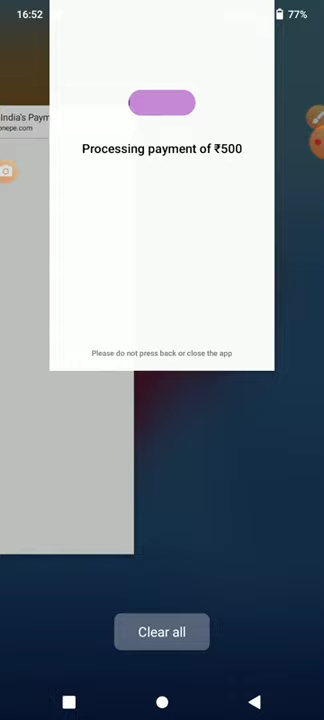 16:52
77%
India's Paym
onepe.com
Processing payment of ₹500
Please do not press back or close the app
Clear all